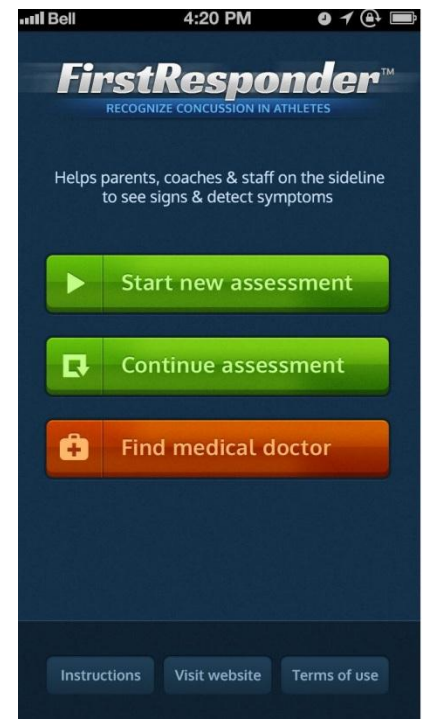 Bell 4:20 PM
FirstResponder™
RECOGNIZE CONCUSSION IN ATHLETES
Helps parents, coaches & staff on the sideline
to see signs & detect symptoms
Start new assessment
Continue assessment
Find medical doctor
Instructions Visit website Terms of use